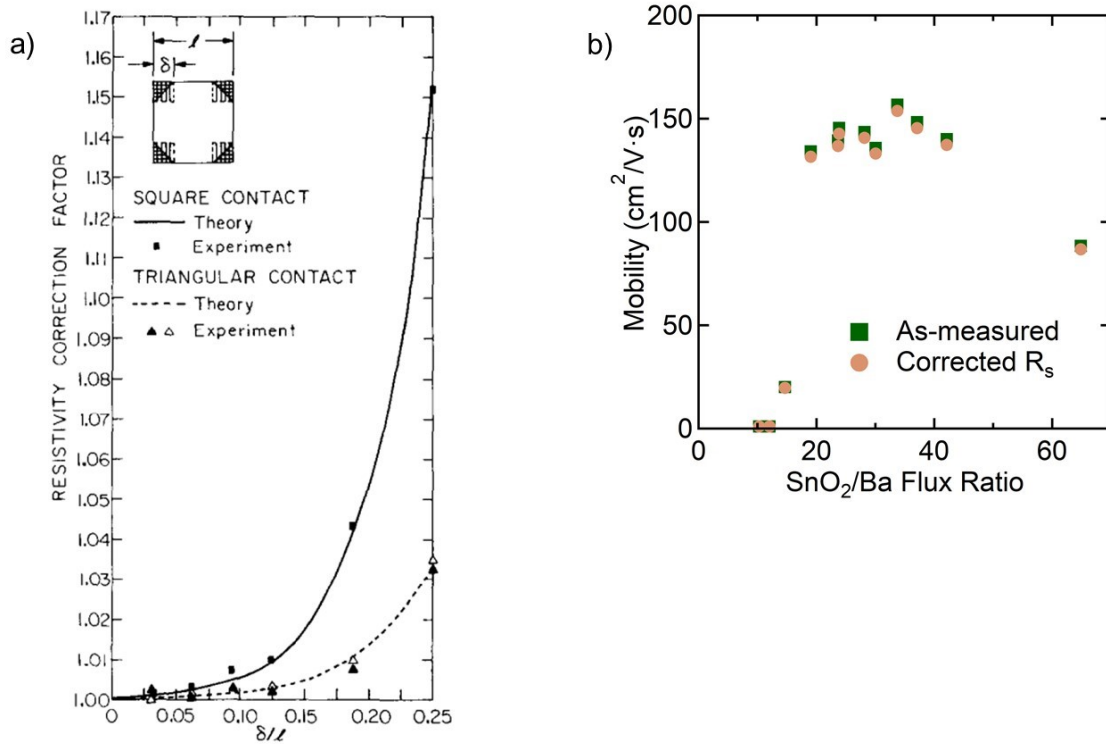 a)
RESISTIVITY CORRECTION FACTOR
1.17
1.16
1.15
1.14
1.13
1.12
1.11
1.10
1.09
1.08
1.07
1.06
1.05
1.04
1.03
1.02
1.01
1.00
ℓ
δ
SQUARE CONTACT
Theory
Experiment
TRIANGULAR CONTACT
Theory
Experiment
0
0.05
0.10
0.15
0.20
0.25
δ/ℓ
b)
Mobility (cm²/V·s)
200
150
100
50
0
As-measured
Corrected Rₛ
0
20
40
60
SnO₂/Ba Flux Ratio